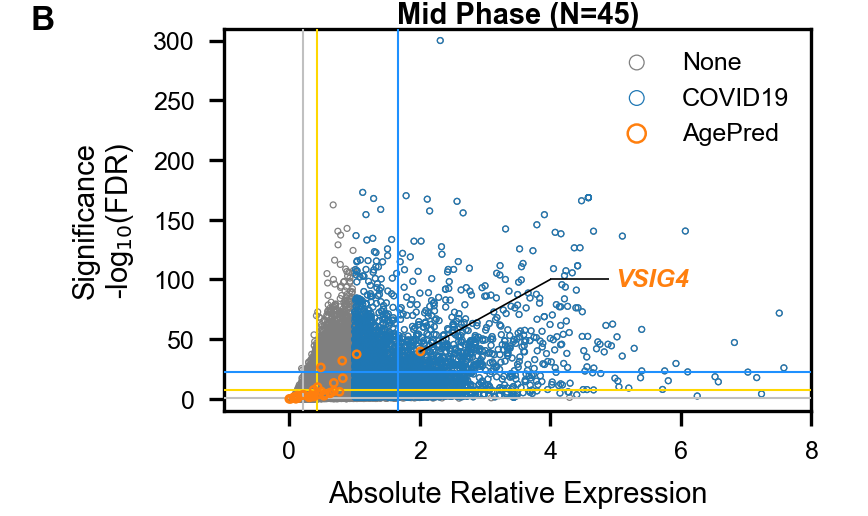 B
Mid Phase (N=45)
300
250
200
150
100
50
0
Significance
-log₁₀(FDR)
None
COVID19
AgePred
VSIG4
0 2 4 6 8
Absolute Relative Expression